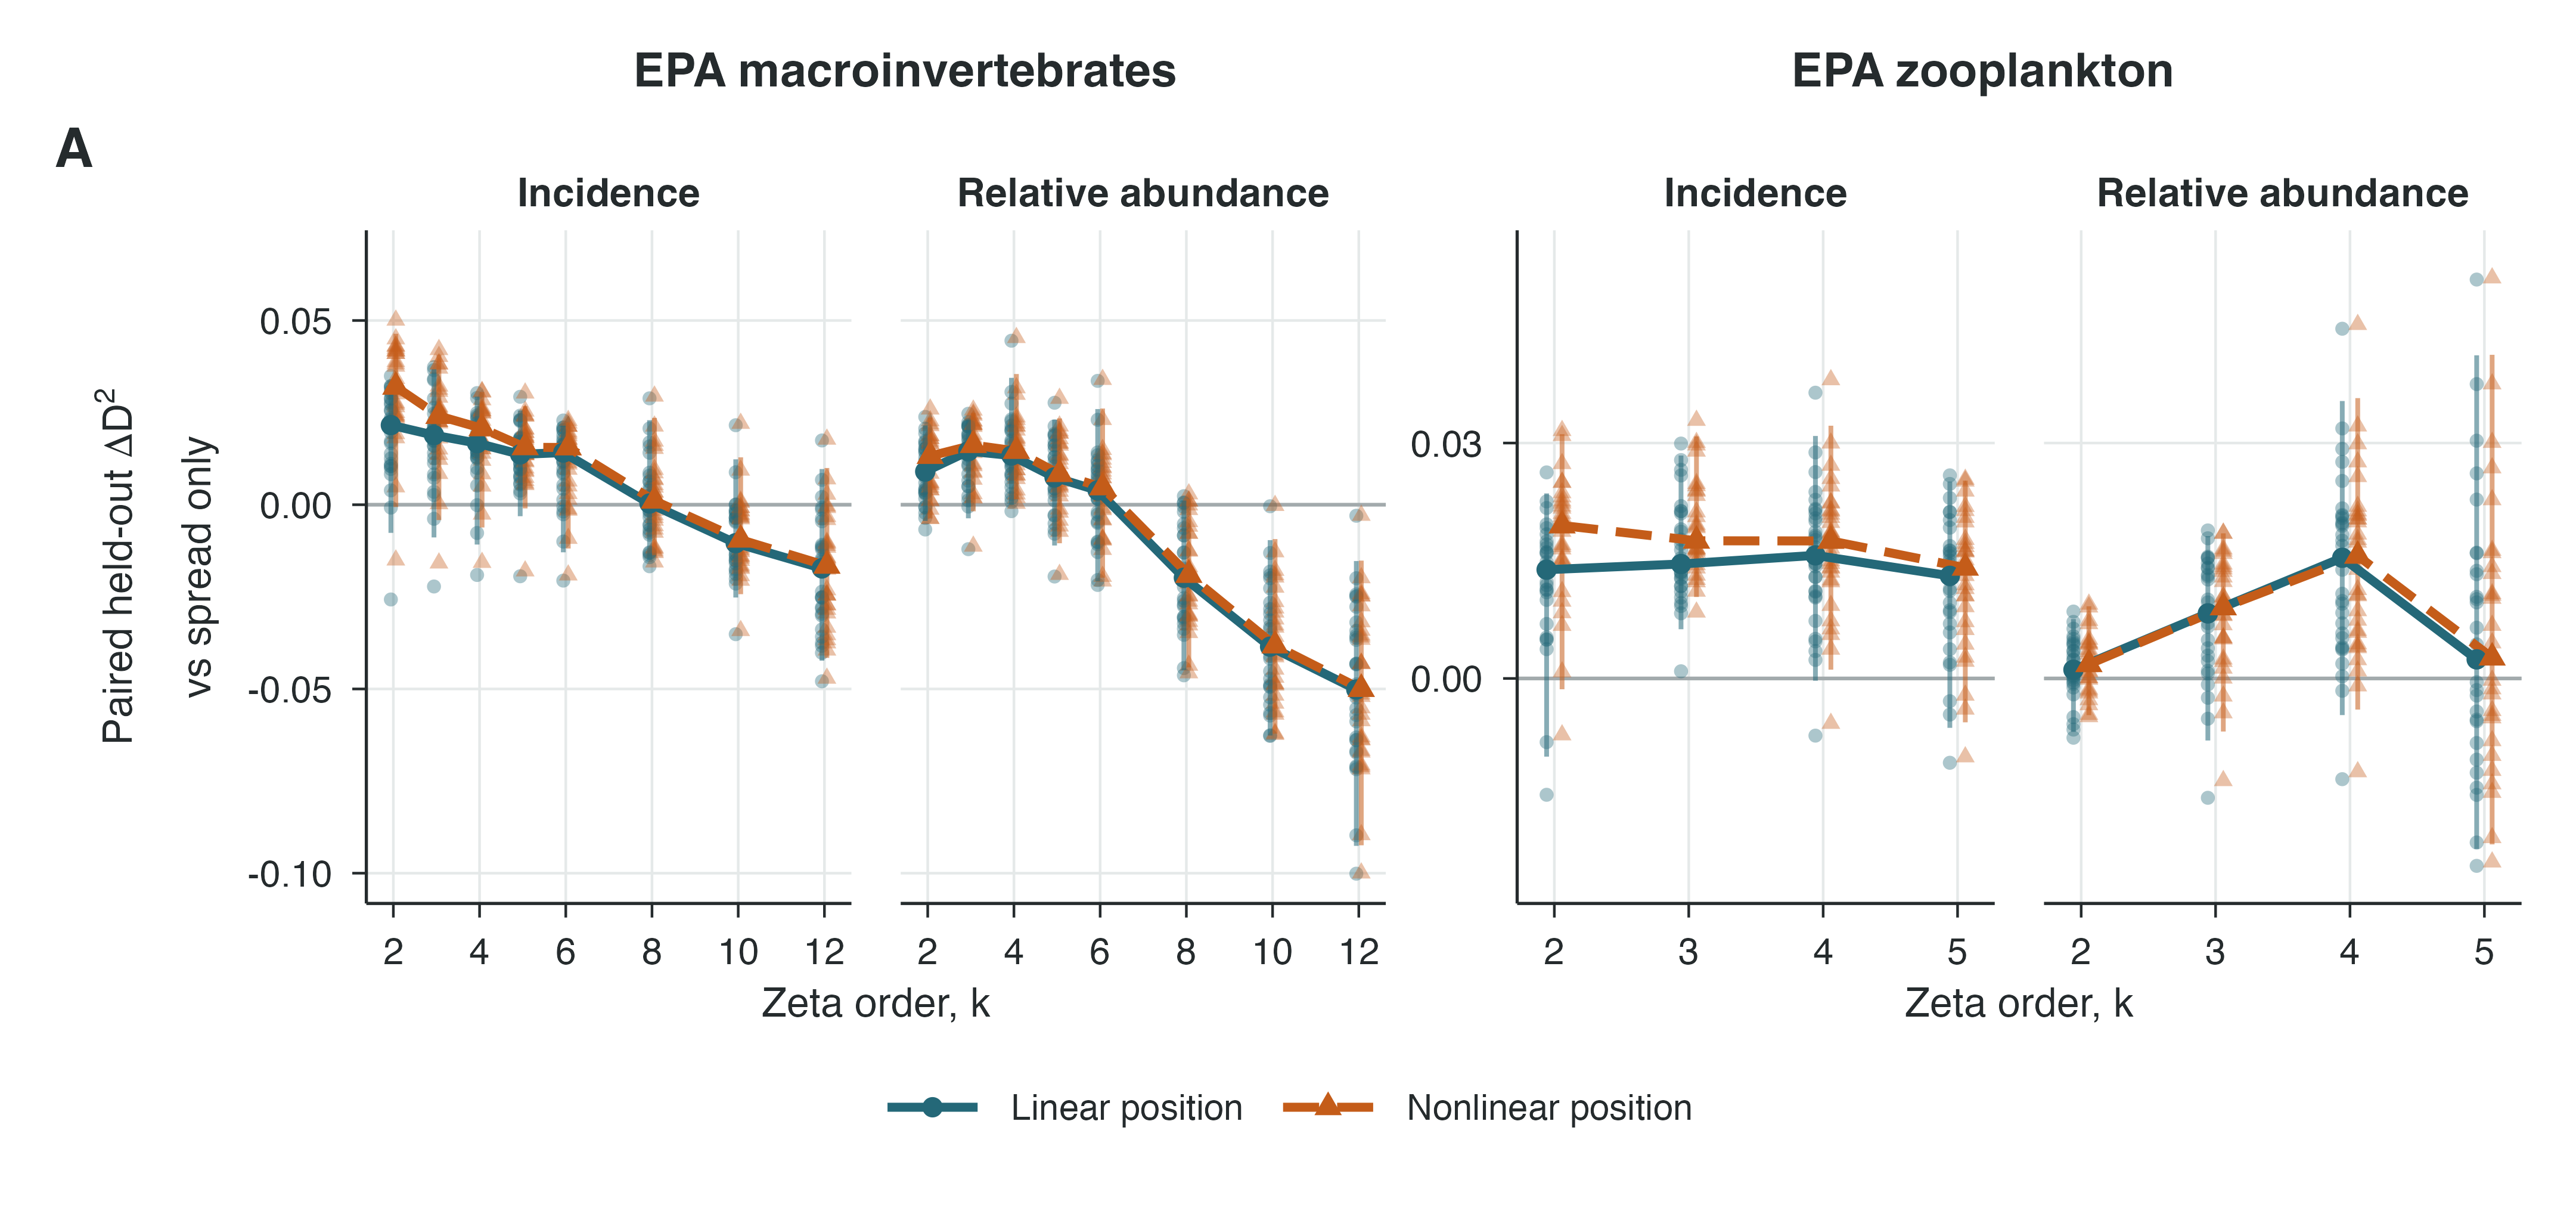 EPA macroinvertebrates
EPA zooplankton
A
Incidence
Relative abundance
Incidence
Relative abundance
Paired held-out ΔD²
vs spread only
0.05
0.00
-0.05
-0.10
0.03
0.00
2 4 6 8 10 12
2 4 6 8 10 12
2 3 4 5
2 3 4 5
Zeta order, k
Zeta order, k
Linear position
Nonlinear position